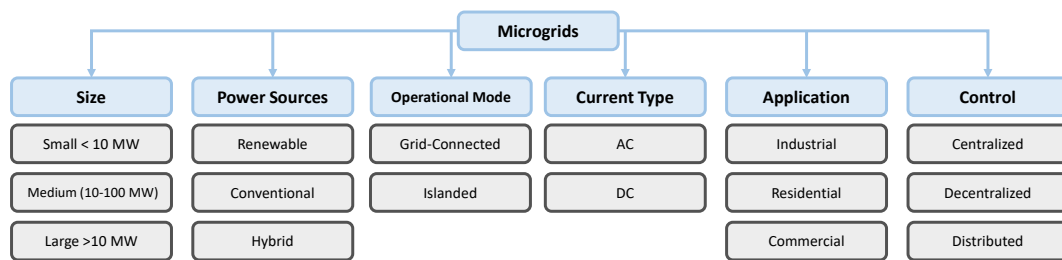 Microgrids
Size
Power Sources
Operational Mode
Current Type
Application
Control
Small < 10 MW
Renewable
Grid-Connected
AC
Industrial
Centralized
Medium (10-100 MW)
Conventional
Islanded
DC
Residential
Decentralized
Large >10 MW
Hybrid
Commercial
Distributed